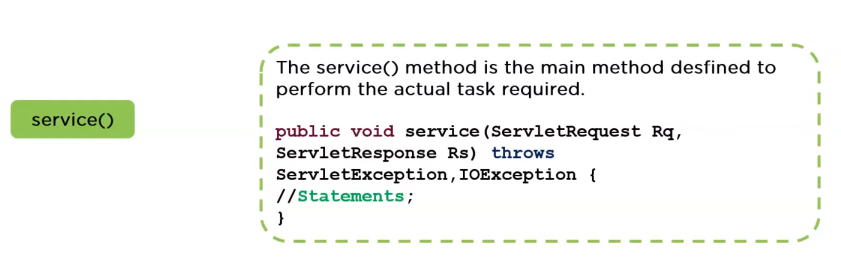 service()
The service() method is the main method desfined to
perform the actual task required.
public void service(ServletRequest Rq,
ServletResponse Rs) throws
ServletException,IOException {
//Statements;
}